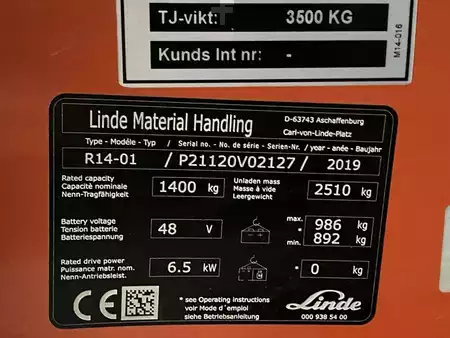 TJ-vikt: 3500 KG
Kunds Int nr: -
M14-016
Linde Material Handling
D-63743 Aschaffenburg
Carl-von-Linde-Platz
Type - Modéle - Typ / Serial no. - No. de série - Serien-Nr. / year - année - Baujahr
R14-01 / P21120V02127 / 2019
Rated capacity
Capacité nominale
Nenn-Tragfähigkeit
1400 kg
Unladen mass
Masse à vide
Leergewicht
2510 kg
Battery voltage
Tension batterie
Batteriespannung
48 V
max. * 986 kg
min. * 892 kg
Rated drive power
Puissance matr. nom.
Nenn-Antriebsleist.
6.5 kW
* 0 kg
CE
* see Operating instructions
voir Mode d'emploi
siehe Betriebsanleitung
Linde
000 938 54 00